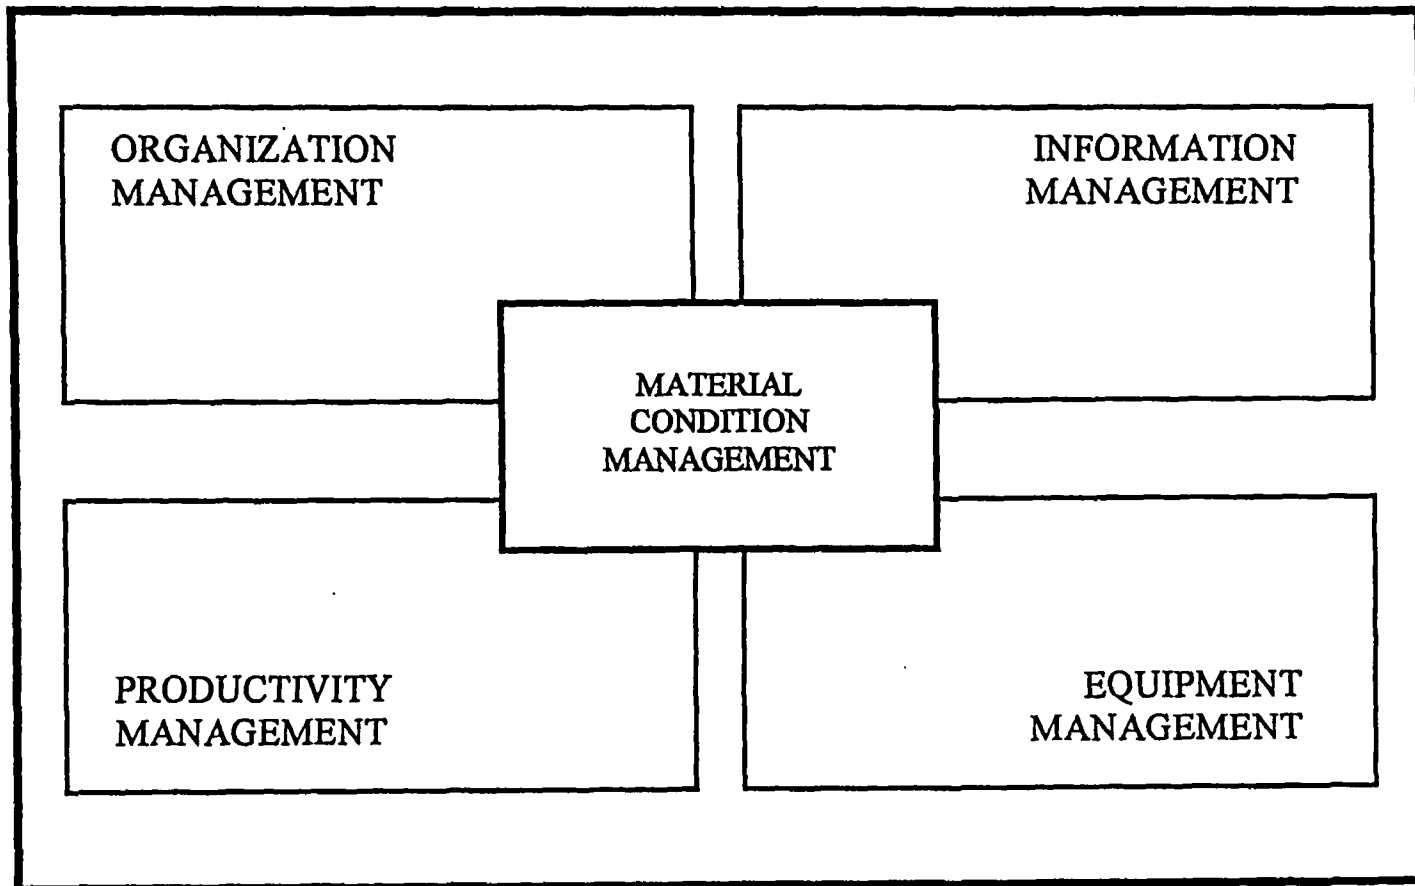 ORGANIZATION
MANAGEMENT
INFORMATION
MANAGEMENT
MATERIAL
CONDITION
MANAGEMENT
PRODUCTIVITY
MANAGEMENT
EQUIPMENT
MANAGEMENT